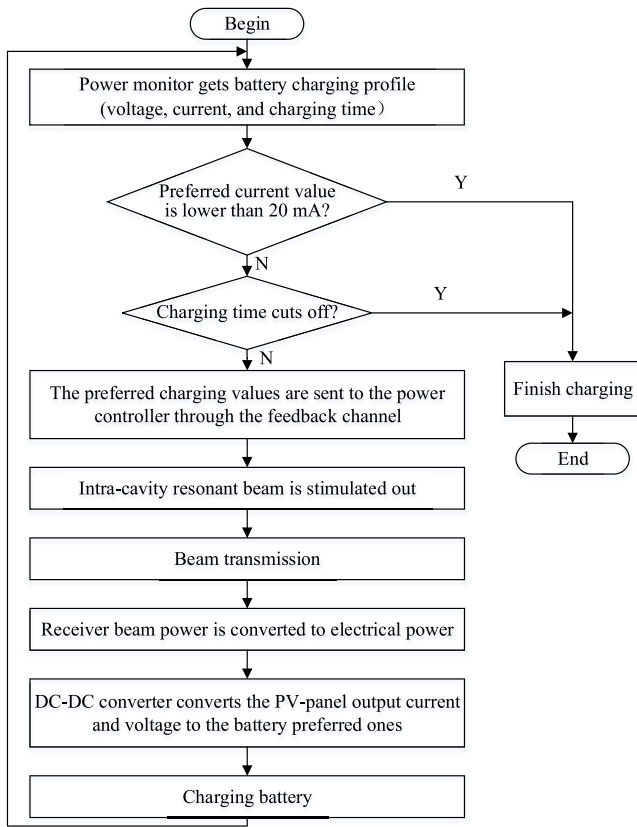 Begin
Power monitor gets battery charging profile
(voltage, current, and charging time）
Preferred current value
is lower than 20 mA?
Y
N
Charging time cuts off?
Y
N
The preferred charging values are sent to the power
controller through the feedback channel
Finish charging
End
Intra-cavity resonant beam is stimulated out
Beam transmission
Receiver beam power is converted to electrical power
DC-DC converter converts the PV-panel output current
and voltage to the battery preferred ones
Charging battery